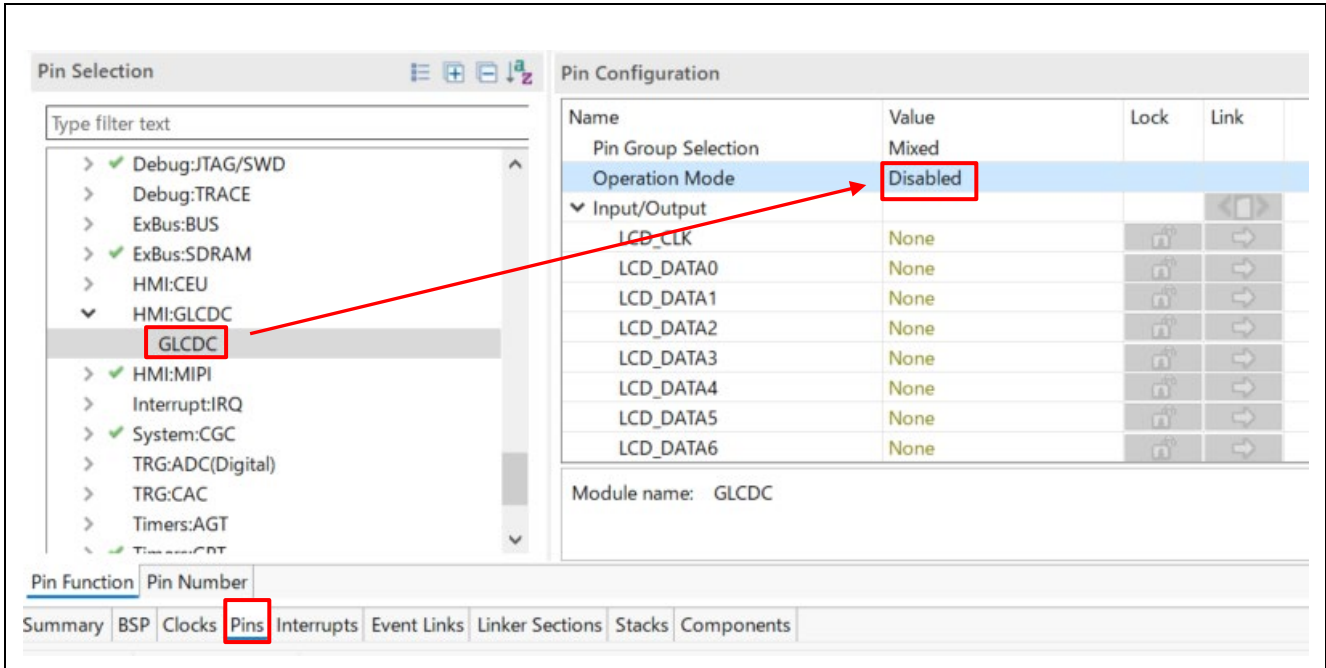 Pin Selection
Type filter text
Debug:JTAG/SWD
Debug:TRACE
ExBus:BUS
ExBus:SDRAM
HMI:CEU
HMI:GLCDC
GLCDC
HMI:MIPI
Interrupt:IRQ
System:CGC
TRG:ADC(Digital)
TRG:CAC
Timers:AGT
Timers:GPT
Pin Configuration
Name Value Lock Link
Pin Group Selection Mixed
Operation Mode Disabled
Input/Output
LCD_CLK None
LCD_DATA0 None
LCD_DATA1 None
LCD_DATA2 None
LCD_DATA3 None
LCD_DATA4 None
LCD_DATA5 None
LCD_DATA6 None
Module name: GLCDC
Pin Function Pin Number
Summary BSP Clocks Pins Interrupts Event Links Linker Sections Stacks Components